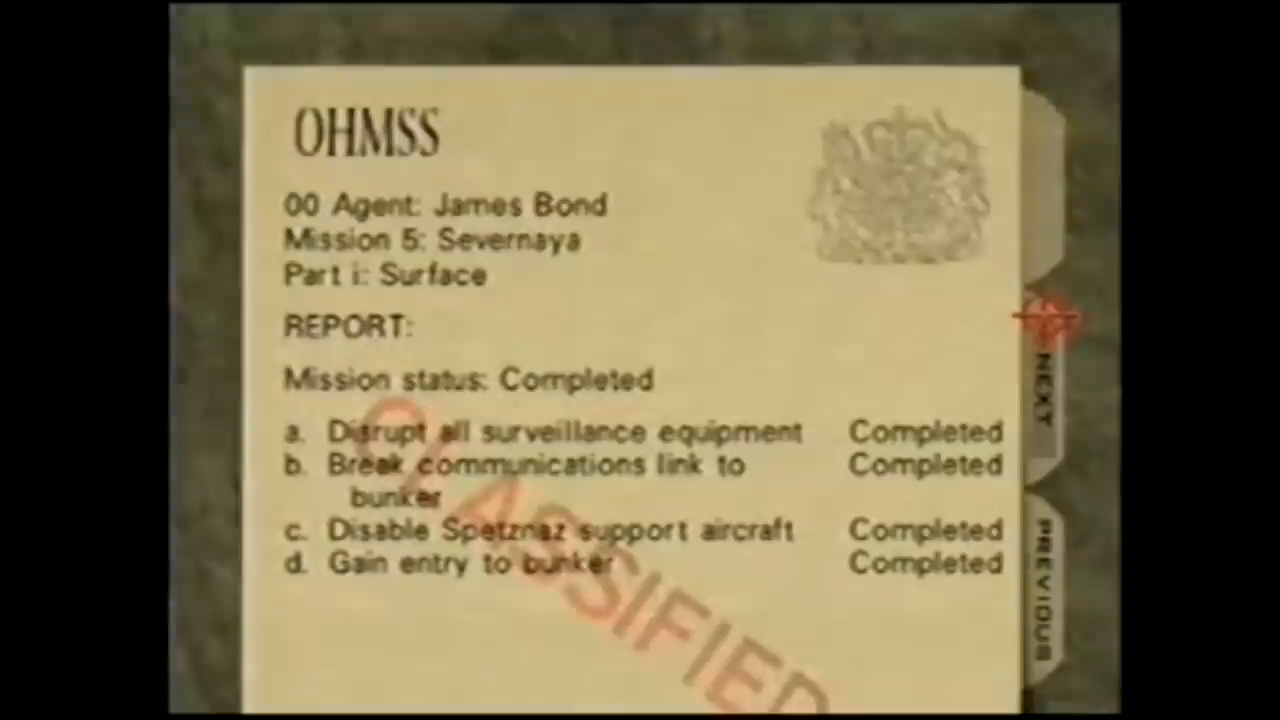 OHMSS
00 Agent: James Bond
Mission 5: Severnaya
Part i: Surface
REPORT:
Mission status: Completed
a. Disrupt all surveillance equipment Completed
b. Break communications link to Completed
bunker
c. Disable Spetznaz support aircraft Completed
d. Gain entry to bunker Completed
CLASSIFIED
NEXT
PREVIOUS